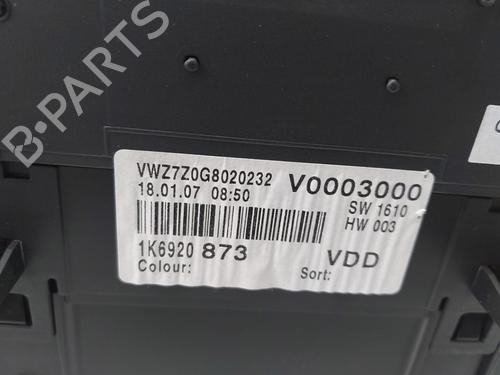 B-PARTS
VWZ7Z0G8020232 V0003000
18.01.07 08:50 SW 1610
HW 003
1K6920 873 VDD
Colour: Sort: